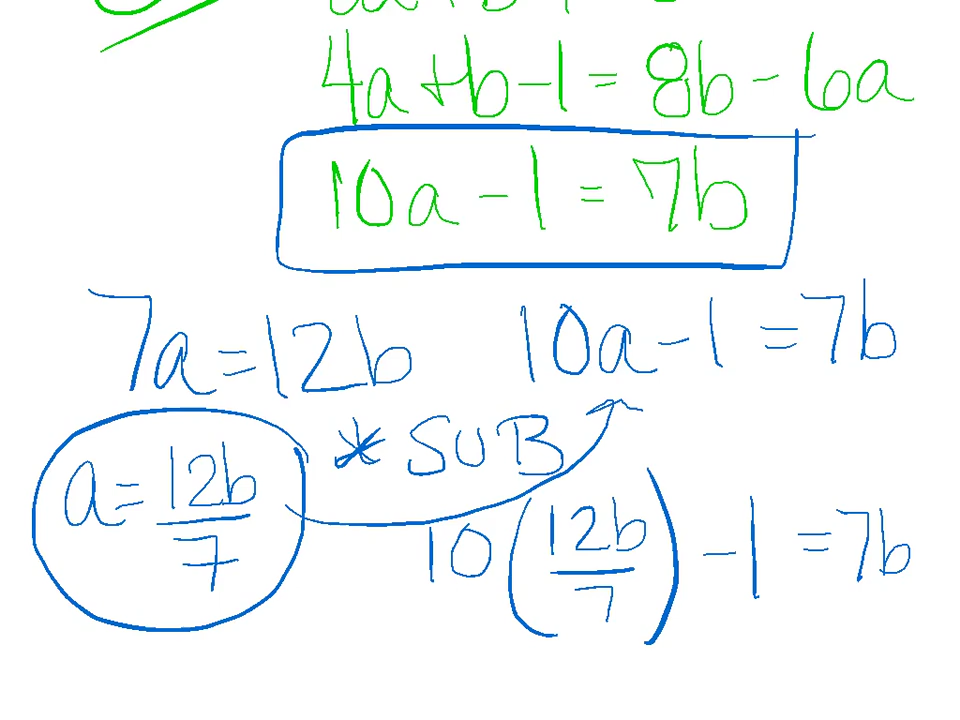 4a+b-1=8b-6a
10a-1=7b
7a=12b 10a-1=7b
* SUB
a=12b/7
10(12b/7)-1=7b